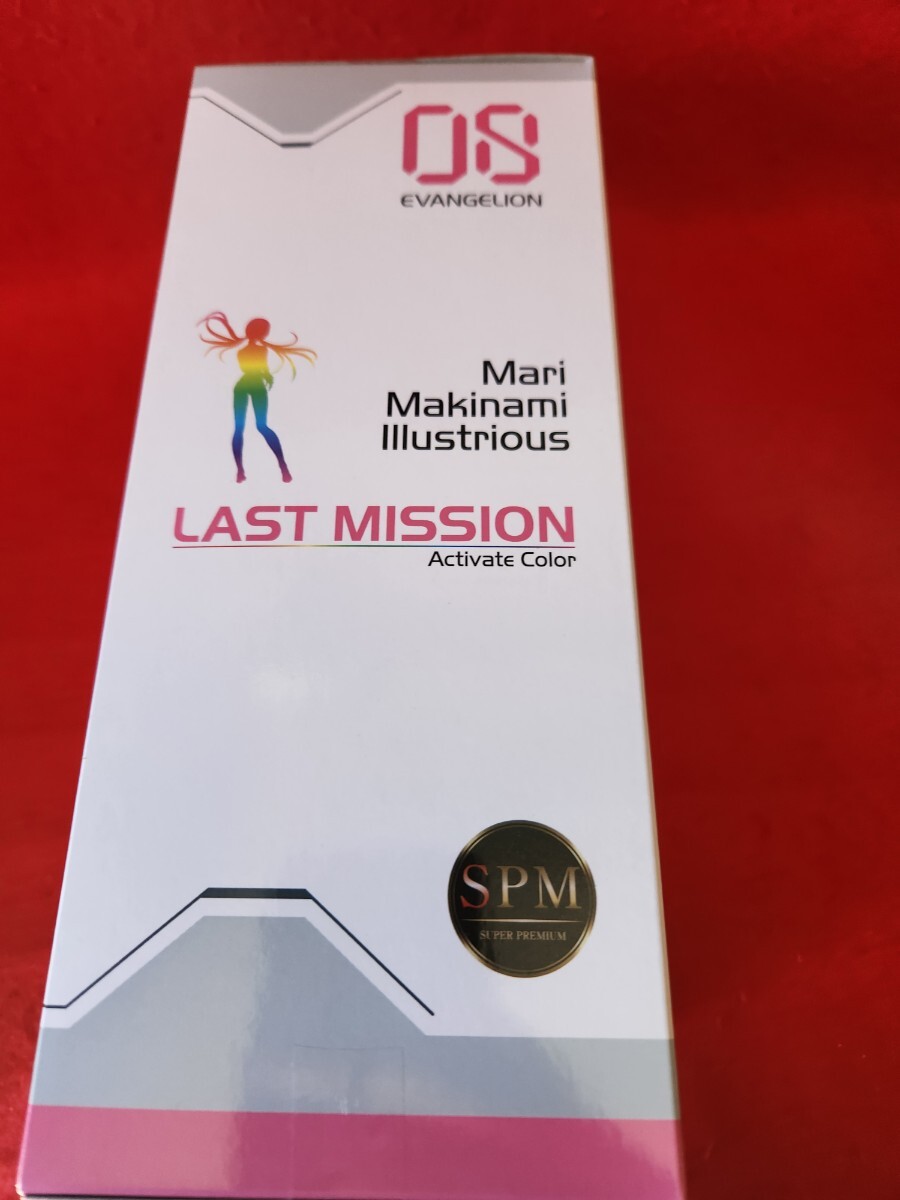 08
EVANGELION
Mari
Makinami
Illustrious
LAST MISSION
Activate Color
SPM
SUPER PREMIUM